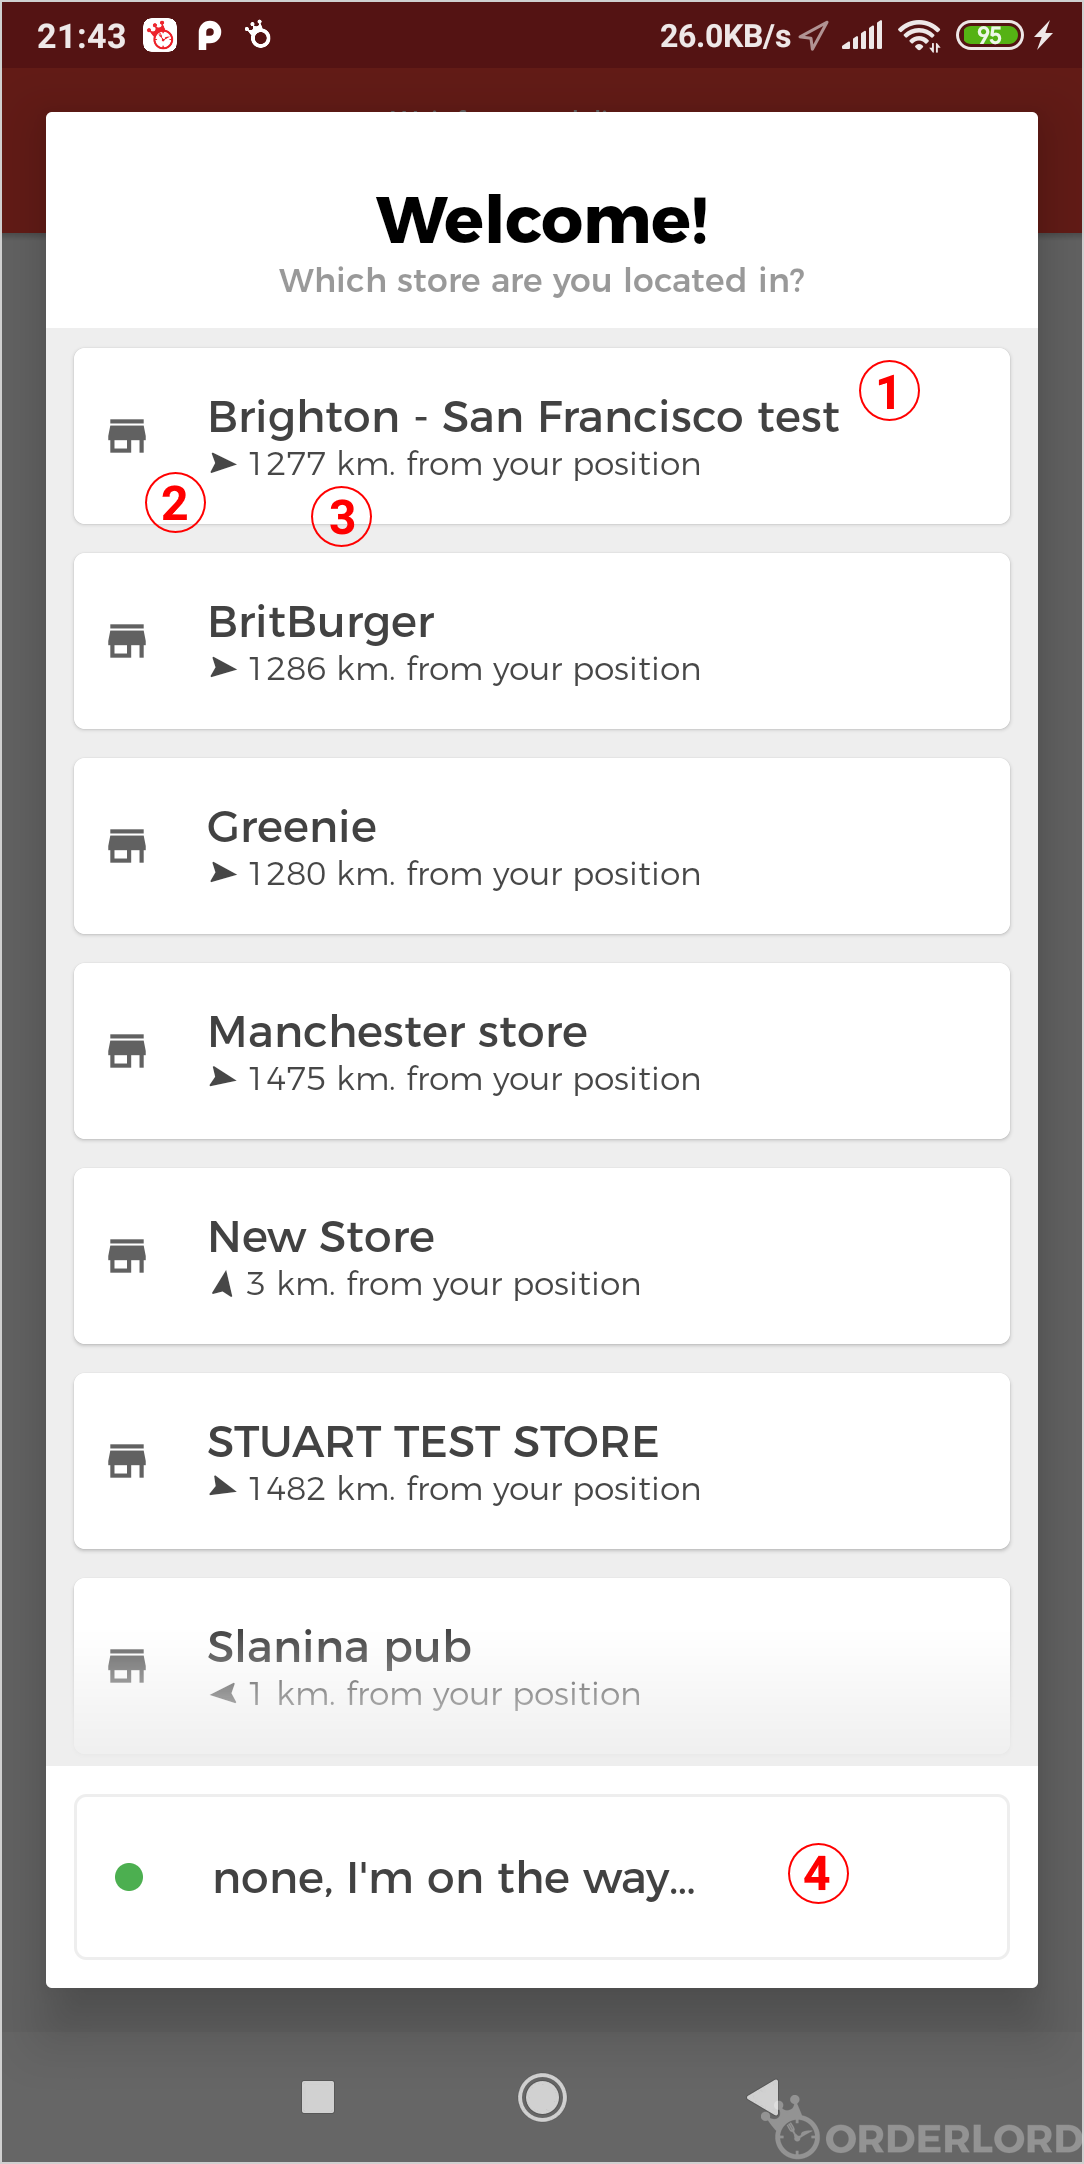 21:43
26.0KB/s
95
Welcome!
Which store are you located in?
1
Brighton - San Francisco test
1277 km. from your position
2
3
BritBurger
1286 km. from your position
Greenie
1280 km. from your position
Manchester store
1475 km. from your position
New Store
3 km. from your position
STUART TEST STORE
1482 km. from your position
Slanina pub
1 km. from your position
none, I'm on the way...
4
ORDERLORD